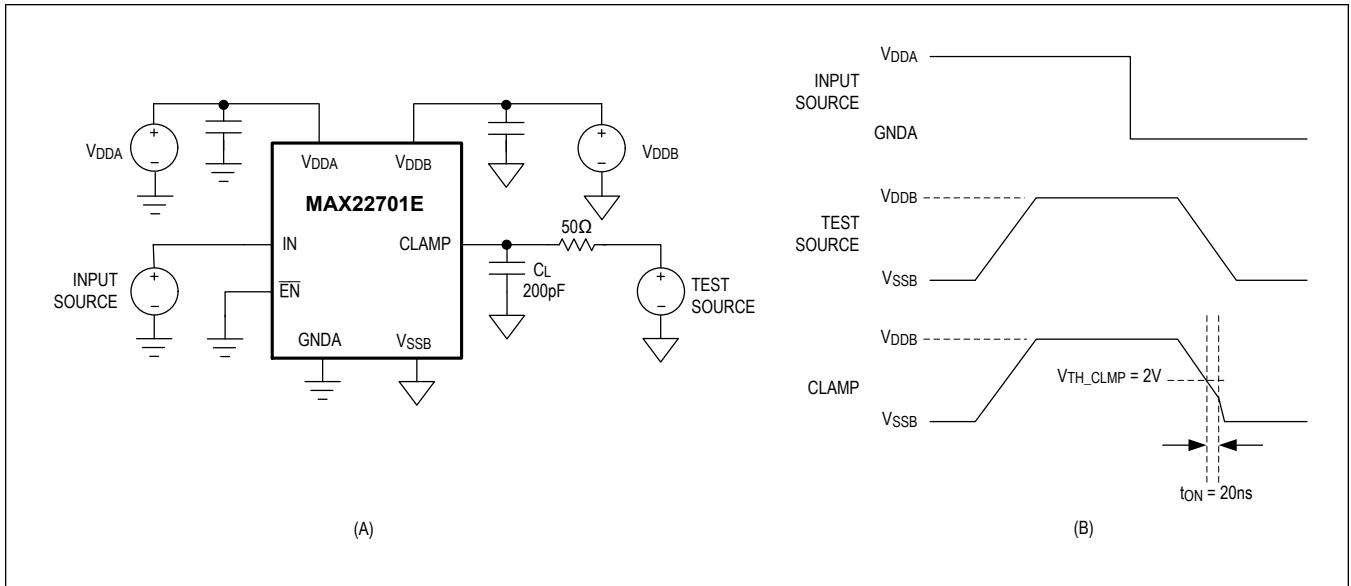 VDDA
VDDB
VDDA
VDDB
MAX22701E
IN
CLAMP
50Ω
CL
200pF
INPUT
SOURCE
EN
TEST
SOURCE
GNDA
VSSB
(A)
INPUT
SOURCE
VDDA
GNDA
TEST
SOURCE
VDDB
VSSB
CLAMP
VDDB
VTH_CLMP = 2V
VSSB
tON = 20ns
(B)